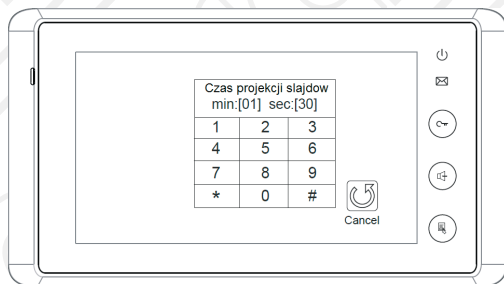 Czas projekcji slajdow
min:[01] sec:[30]
1 2 3
4 5 6
7 8 9
* 0 #
Cancel